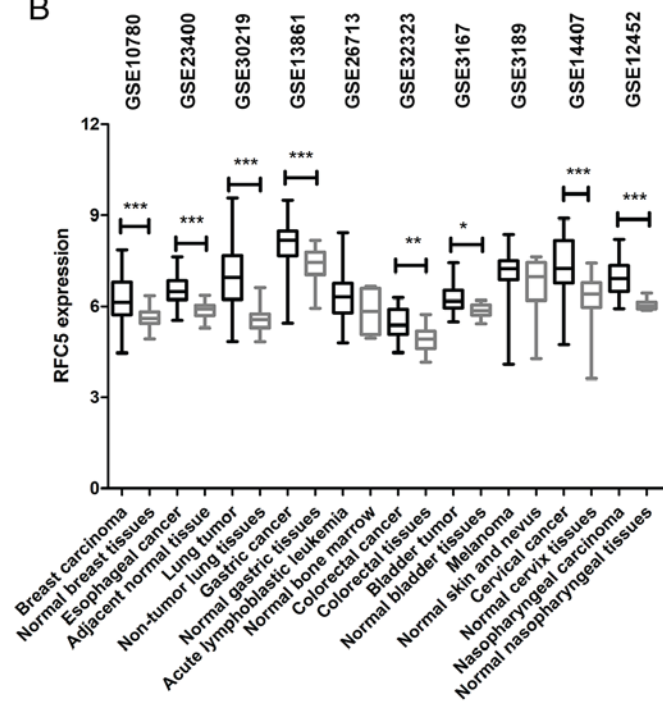 B
GSE10780
GSE23400
GSE30219
GSE13861
GSE26713
GSE32323
GSE3167
GSE3189
GSE14407
GSE12452
RFC5 expression
12
9
6
3
0
***
***
***
***
**
*
***
***
Breast carcinoma
Normal breast tissues
Esophageal cancer
Adjacent normal tissue
Lung tumor
Non-tumor lung tissues
Gastric cancer
Normal gastric tissues
Acute lymphoblastic leukemia
Normal bone marrow
Colorectal cancer
Colorectal tissues
Bladder tumor
Normal bladder tissues
Melanoma
Normal skin and nevus
Cervical cancer
Normal cervix tissues
Nasopharyngeal carcinoma
Normal nasopharyngeal tissues